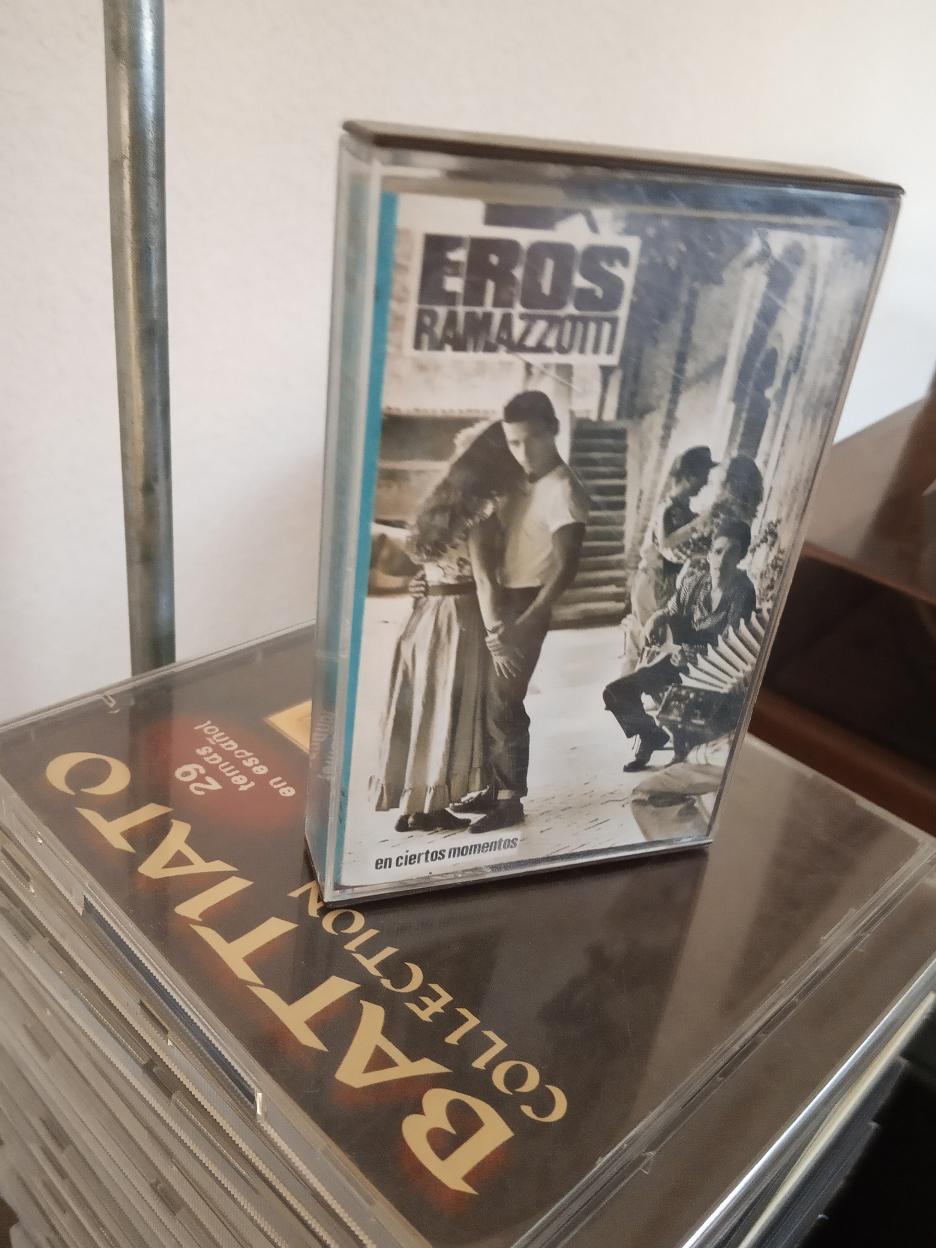 EROS
RAMAZZOTTI
en ciertos momentos
BATTIATO
COLLECTION
29
temas
en español